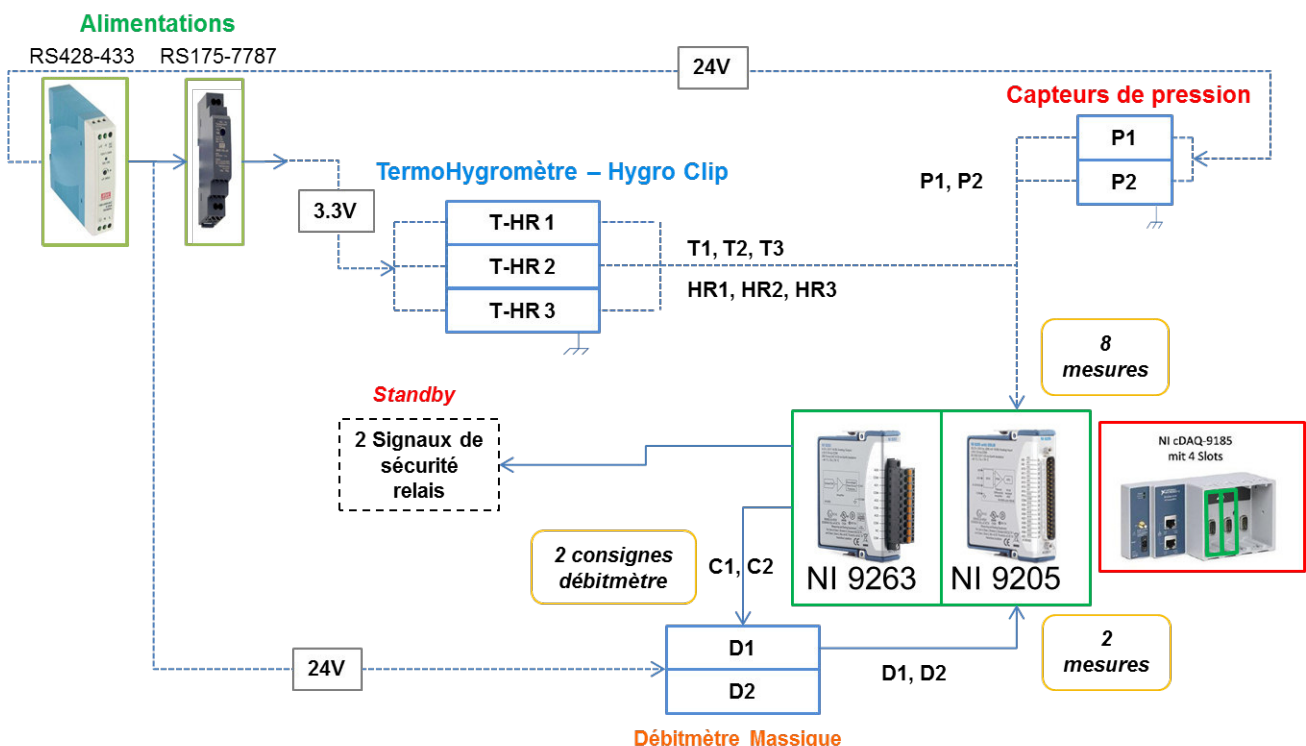 Alimentations
RS428-433
RS175-7787
24V
Capteurs de pression
P1
P2
P1, P2
TermoHygromètre – Hygro Clip
3.3V
T-HR 1
T-HR 2
T-HR 3
T1, T2, T3
HR1, HR2, HR3
8
mesures
Standby
2 Signaux de
sécurité
relais
NI 9263
NI 9205
NI cDAQ-9185
mit 4 Slots
2 consignes
débitmètre
C1, C2
24V
D1
D2
D1, D2
2
mesures
Débitmètre Massique